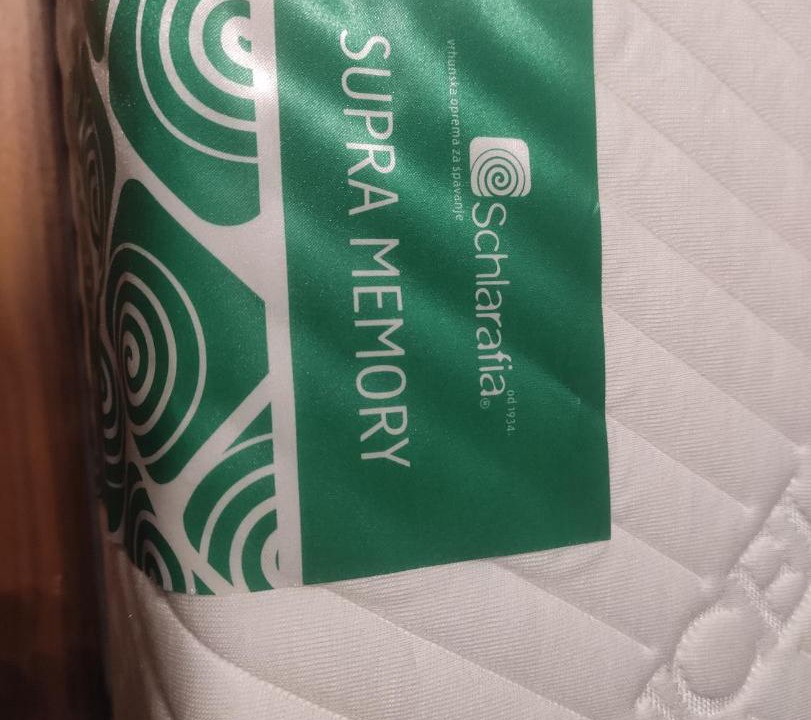 od 1934.
Schlarafia®
vrhunska oprema za spavanje
SUPRA MEMORY